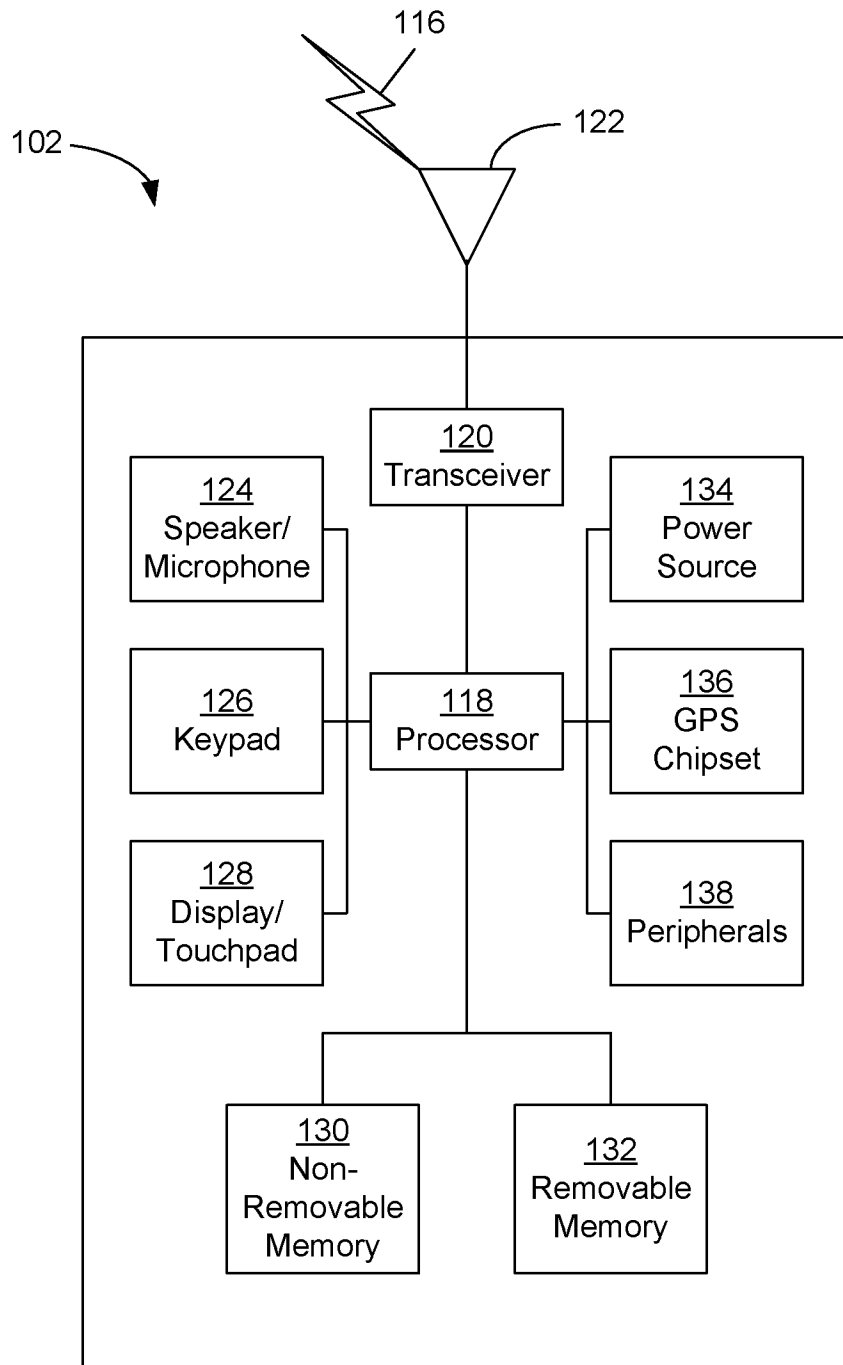 116
122
102
120
Transceiver
124
Speaker/
Microphone
134
Power
Source
126
Keypad
118
Processor
136
GPS
Chipset
128
Display/
Touchpad
138
Peripherals
130
Non-
Removable
Memory
132
Removable
Memory